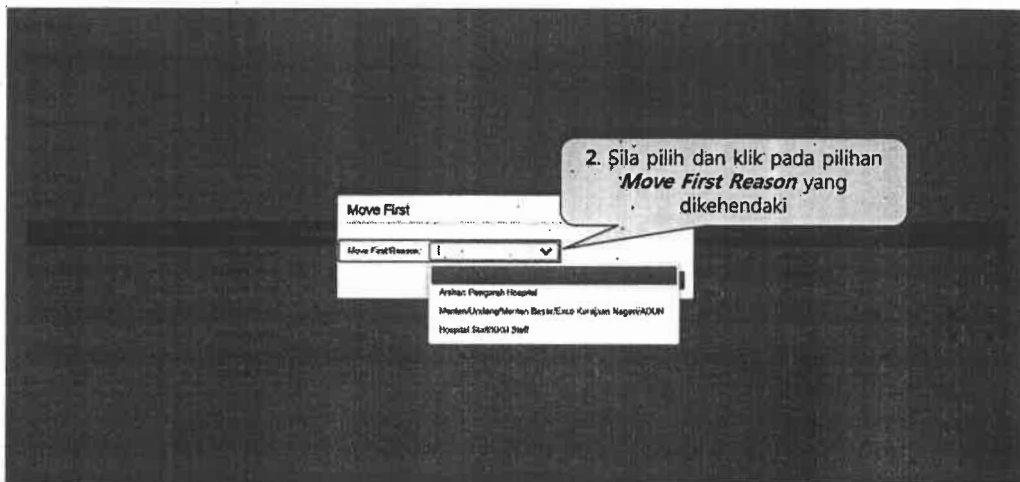 2. Sila pilih dan klik pada pilihan
Move First Reason yang
dikehendaki
Move First
Move First Reason:
Arahan Pengarah Hospital
Menteri/Undang/Menteri Besar/Exco Kerajaan Negeri/ADUN
Hospital Staff/KKM Staff